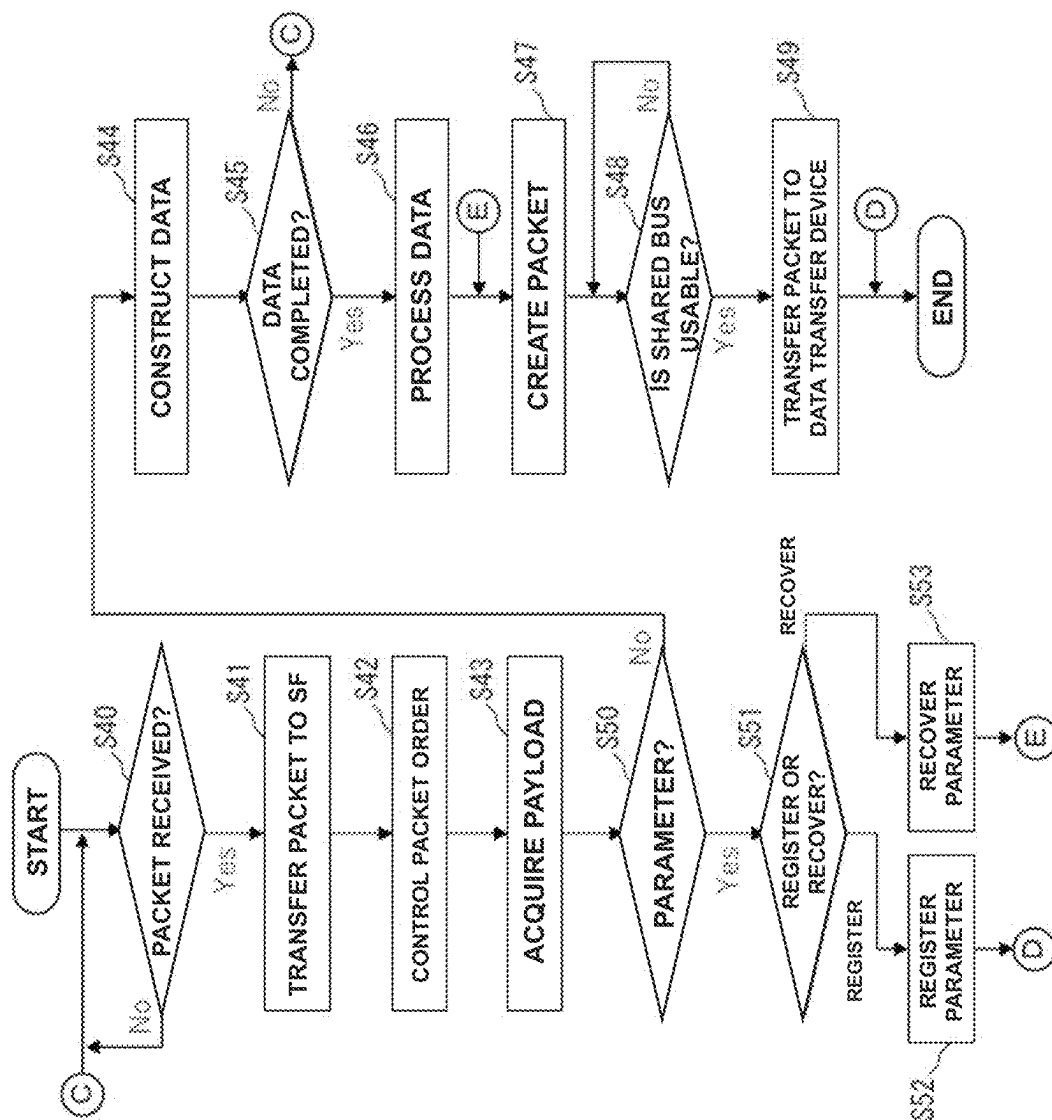 START
C
S40
PACKET RECEIVED?
No
Yes
S41
TRANSFER PACKET TO SF
S42
CONTROL PACKET ORDER
S43
ACQUIRE PAYLOAD
S50
PARAMETER?
No
Yes
S51
REGISTER OR
RECOVER?
REGISTER
RECOVER
S52
REGISTER
PARAMETER
D
S53
RECOVER
PARAMETER
E
S44
CONSTRUCT DATA
S45
DATA
COMPLETED?
No
C
Yes
S46
PROCESS DATA
E
S47
CREATE PACKET
S48
IS SHARED BUS
USABLE?
No
Yes
S49
TRANSFER PACKET TO
DATA TRANSFER DEVICE
D
END